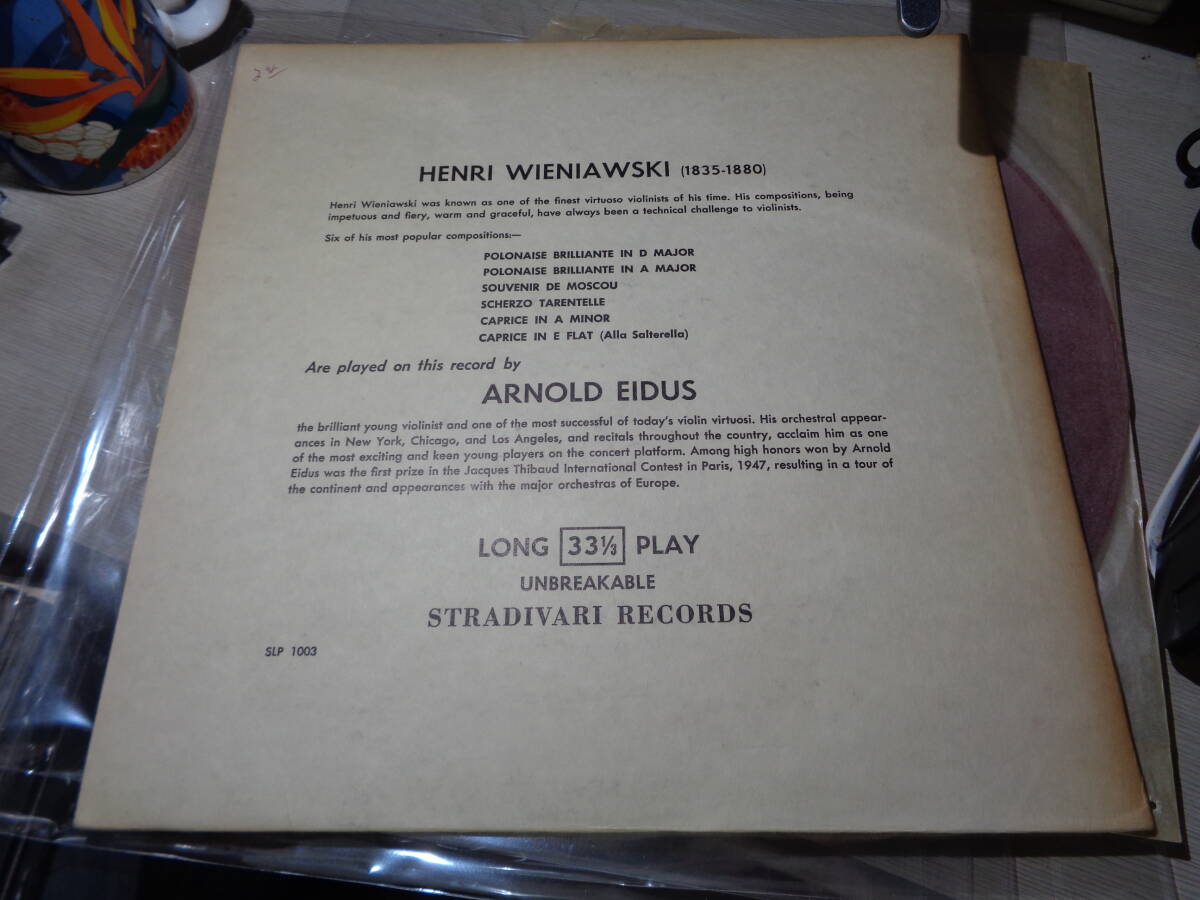 HENRI WIENIAWSKI (1835-1880)
Henri Wieniawski was known as one of the finest virtuoso violinists of his time. His compositions, being
impetuous and fiery, warm and graceful, have always been a technical challenge to violinists.
Six of his most popular compositions:—
POLONAISE BRILLIANTE IN D MAJOR
POLONAISE BRILLIANTE IN A MAJOR
SOUVENIR DE MOSCOU
SCHERZO TARENTELLE
CAPRICE IN A MINOR
CAPRICE IN E FLAT (Alla Salterella)
Are played on this record by
ARNOLD EIDUS
the brilliant young violinist and one of the most successful of today's violin virtuosi. His orchestral appear-
ances in New York, Chicago, and Los Angeles, and recitals throughout the country, acclaim him as one
of the most exciting and keen young players on the concert platform. Among high honors won by Arnold
Eidus was the first prize in the Jacques Thibaud International Contest in Paris, 1947, resulting in a tour of
the continent and appearances with the major orchestras of Europe.
LONG 33⅓ PLAY
UNBREAKABLE
STRADIVARI RECORDS
SLP 1003